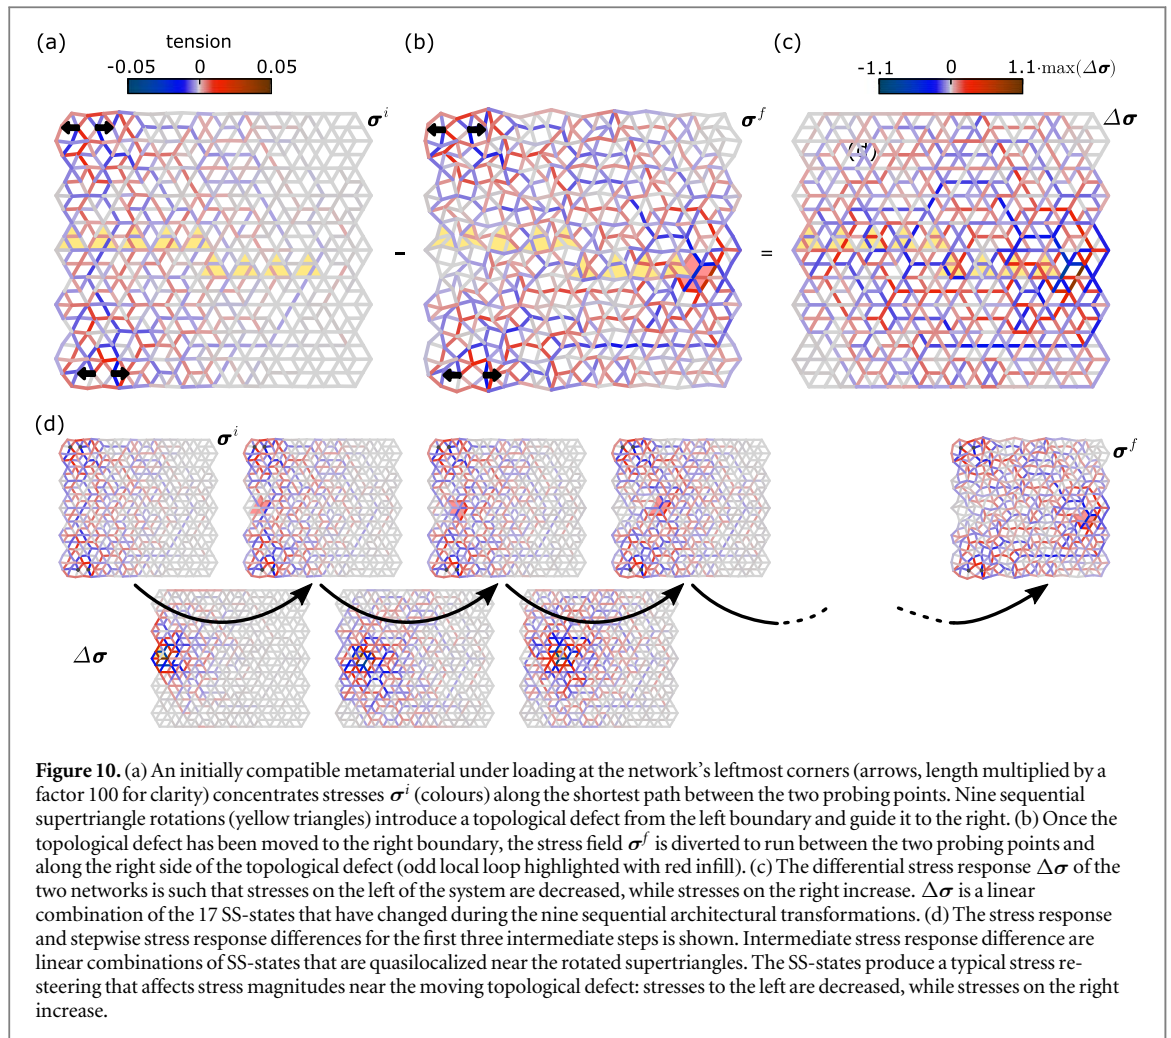 (a)
tension
-0.05 0 0.05
σ^i
(b)
σ^f
(c)
-1.1 0 1.1·max(Δσ)
Δσ
(d)
–
=
(d)
σ^i
σ^f
Δσ
Figure 10. (a) An initially compatible metamaterial under loading at the network's leftmost corners (arrows, length multiplied by a
factor 100 for clarity) concentrates stresses σ^i (colours) along the shortest path between the two probing points. Nine sequential
supertriangle rotations (yellow triangles) introduce a topological defect from the left boundary and guide it to the right. (b) Once the
topological defect has been moved to the right boundary, the stress field σ^f is diverted to run between the two probing points and
along the right side of the topological defect (odd local loop highlighted with red infill). (c) The differential stress response Δσ of the
two networks is such that stresses on the left of the system are decreased, while stresses on the right increase. Δσ is a linear
combination of the 17 SS-states that have changed during the nine sequential architectural transformations. (d) The stress response
and stepwise stress response differences for the first three intermediate steps is shown. Intermediate stress response difference are
linear combinations of SS-states that are quasilocalized near the rotated supertriangles. The SS-states produce a typical stress re-
steering that affects stress magnitudes near the moving topological defect: stresses to the left are decreased, while stresses on the right
increase.